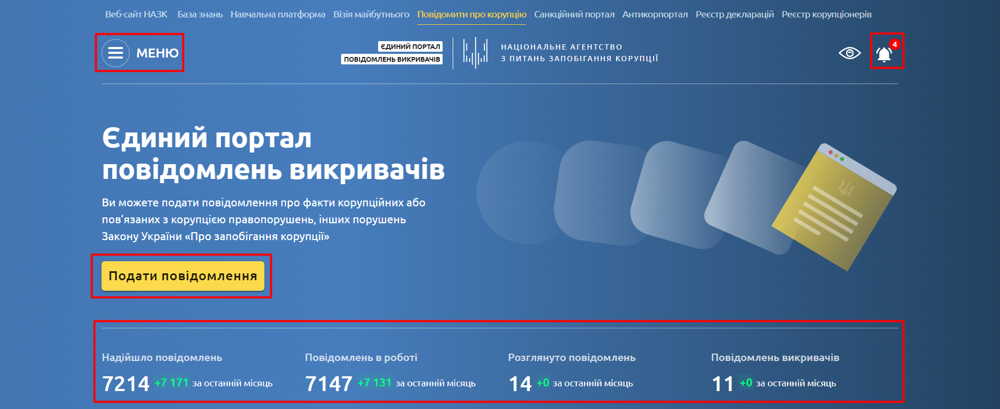 Веб-сайт НАЗК База знань Навчальна платформа Візія майбутнього Повідомити про корупцію Санкційний портал Антикорпортал Реєстр декларацій Реєстр корупціонерів
МЕНЮ
ЄДИНИЙ ПОРТАЛ
ПОВІДОМЛЕНЬ ВИКРИВАЧІВ
НАЦІОНАЛЬНЕ АГЕНТСТВО
З ПИТАНЬ ЗАПОБІГАННЯ КОРУПЦІЇ
4
Єдиний портал
повідомлень викривачів
Ви можете подати повідомлення про факти корупційних або
пов’язаних з корупцією правопорушень, інших порушень
Закону України «Про запобігання корупції»
Подати повідомлення
Надійшло повідомлень
7214 +7 171 за останній місяць
Повідомлень в роботі
7147 +7 131 за останній місяць
Розглянуто повідомлень
14 +0 за останній місяць
Повідомлень викривачів
11 +0 за останній місяць